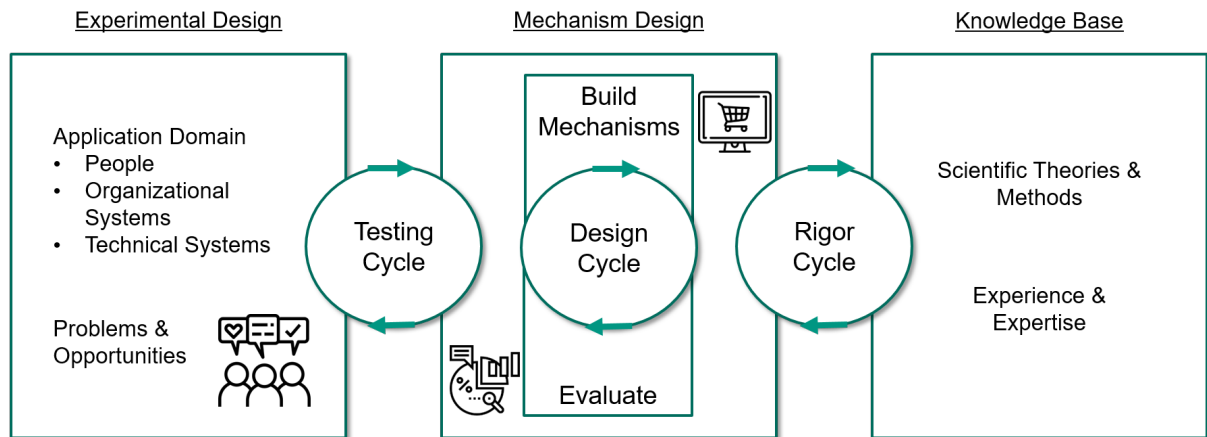 Experimental Design
Mechanism Design
Knowledge Base
Application Domain
• People
• Organizational
Systems
• Technical Systems
Problems &
Opportunities
Testing
Cycle
Build
Mechanisms
Design
Cycle
Evaluate
%
Rigor
Cycle
Scientific Theories &
Methods
Experience &
Expertise